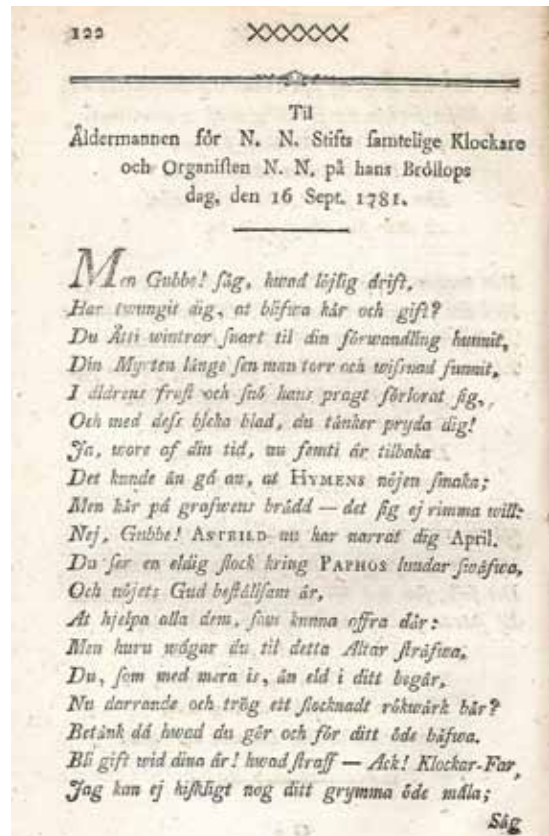 122
Til
Åldermannen för N. N. Stifts samtelige Klockare
och Organisten N. N. på hans Bröllops
dag, den 16 Sept. 1781.
Men Gubbe! säg, hwad löjlig drift,
Har twungit dig, at bäfwa kär och gift?
Du Åtti wintrar snart til din förwandling hunnit,
Din Myrten länge sen man torr och wissnad funnit,
I åldrens frost och snö hans pragt förlorat sig,
Och med dess bleka blad, du tänker pryda dig!
Ja, wore af din tid, nu femti år tilbaka
Det kunde än gå an, at HYMENS nöjen smaka;
Men kär på grafwens brädd — det sig ej rimma will:
Nej, Gubbe! ASTRILD nu har narrat dig April.
Du ser en eldig flock kring PAPHOS lundar swäfwa,
Och nöjets Gud beställsam är,
At hjelpa alla dem, som kunna offra där:
Men huru wågar du til detta Altar sträfwa,
Du, som med mera is, än eld i ditt begär,
Nu darrande och trög ett slocknadt rökwärk bär?
Betänk då hwad du gör och för ditt öde bäfwa.
Bli gift wid dina år! hwad straff — Ack! Klockar-Far,
Jag kan ej hiskligt nog ditt grymma öde måla;
Säg